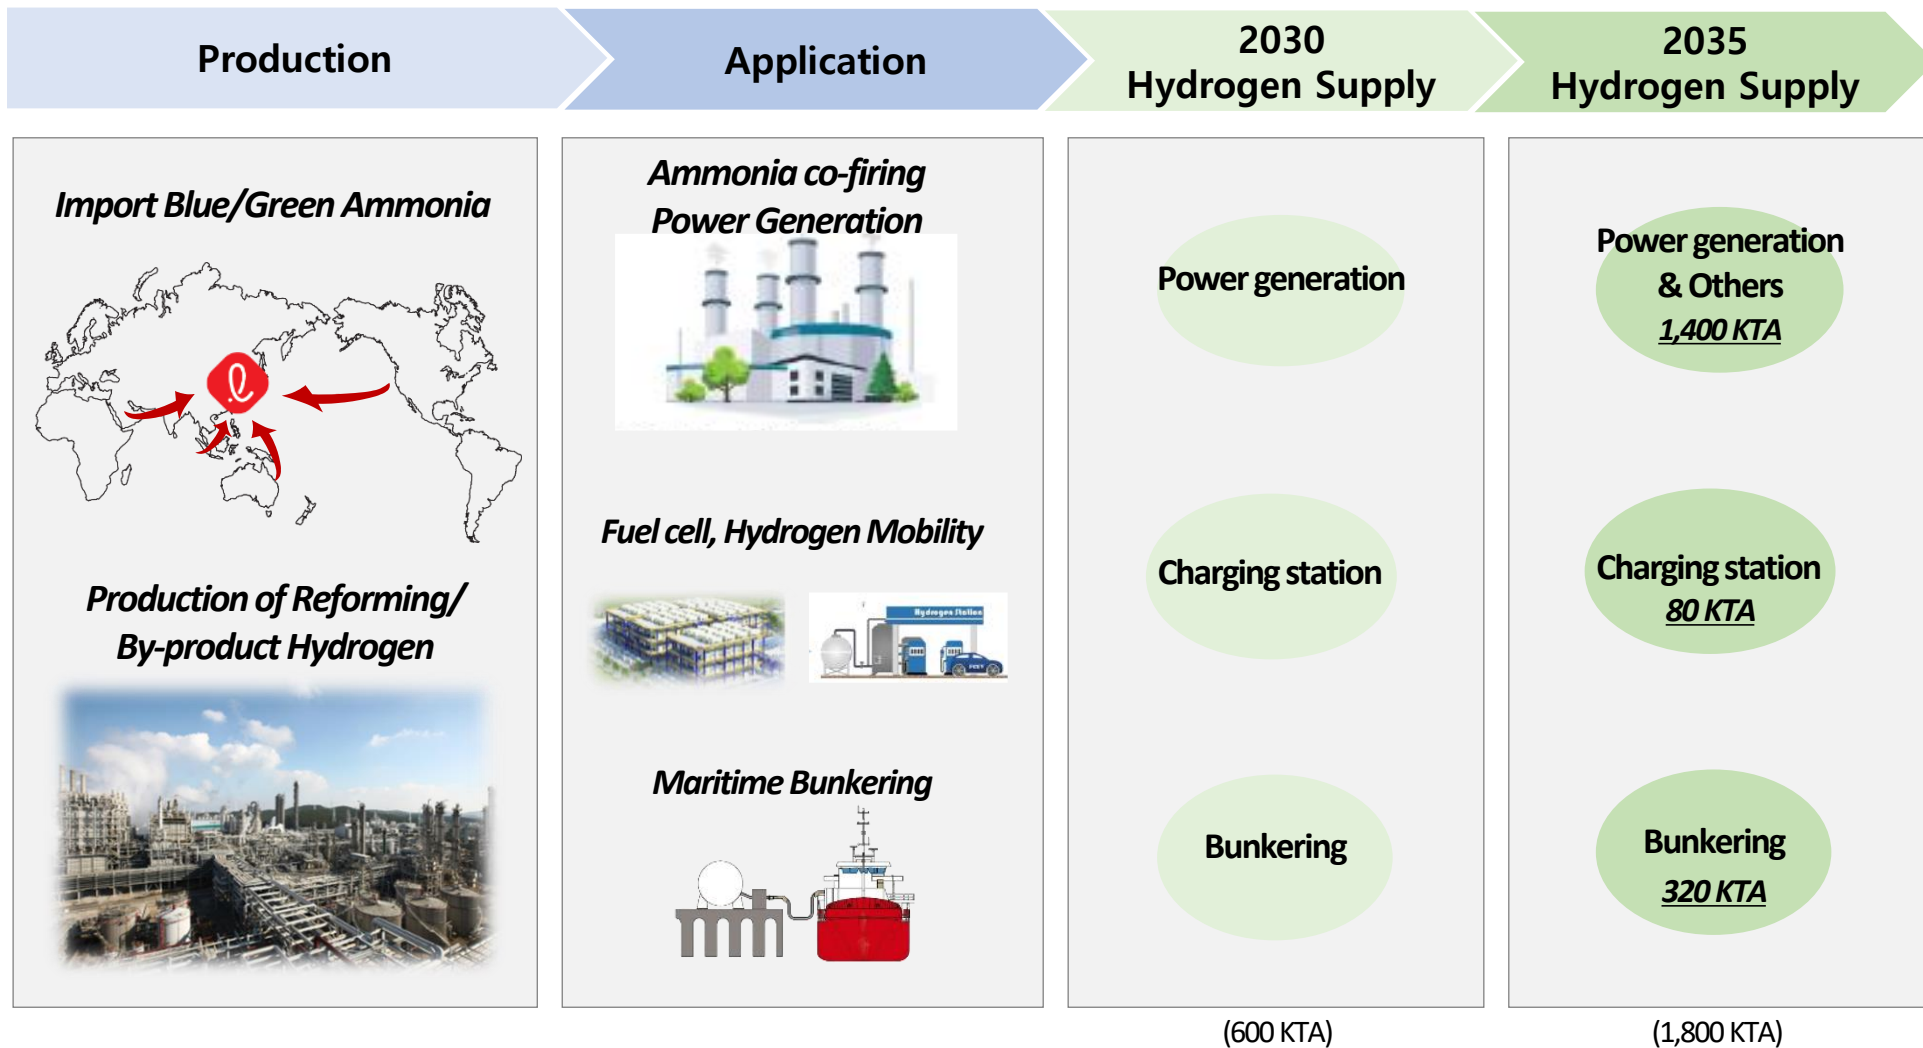 Production
Application
2030
Hydrogen Supply
2035
Hydrogen Supply
Import Blue/Green Ammonia
Production of Reforming/
By-product Hydrogen
Ammonia co-firing
Power Generation
Fuel cell, Hydrogen Mobility
Hydrogen Station
Maritime Bunkering
Power generation
Charging station
Bunkering
(600 KTA)
Power generation
& Others
1,400 KTA
Charging station
80 KTA
Bunkering
320 KTA
(1,800 KTA)